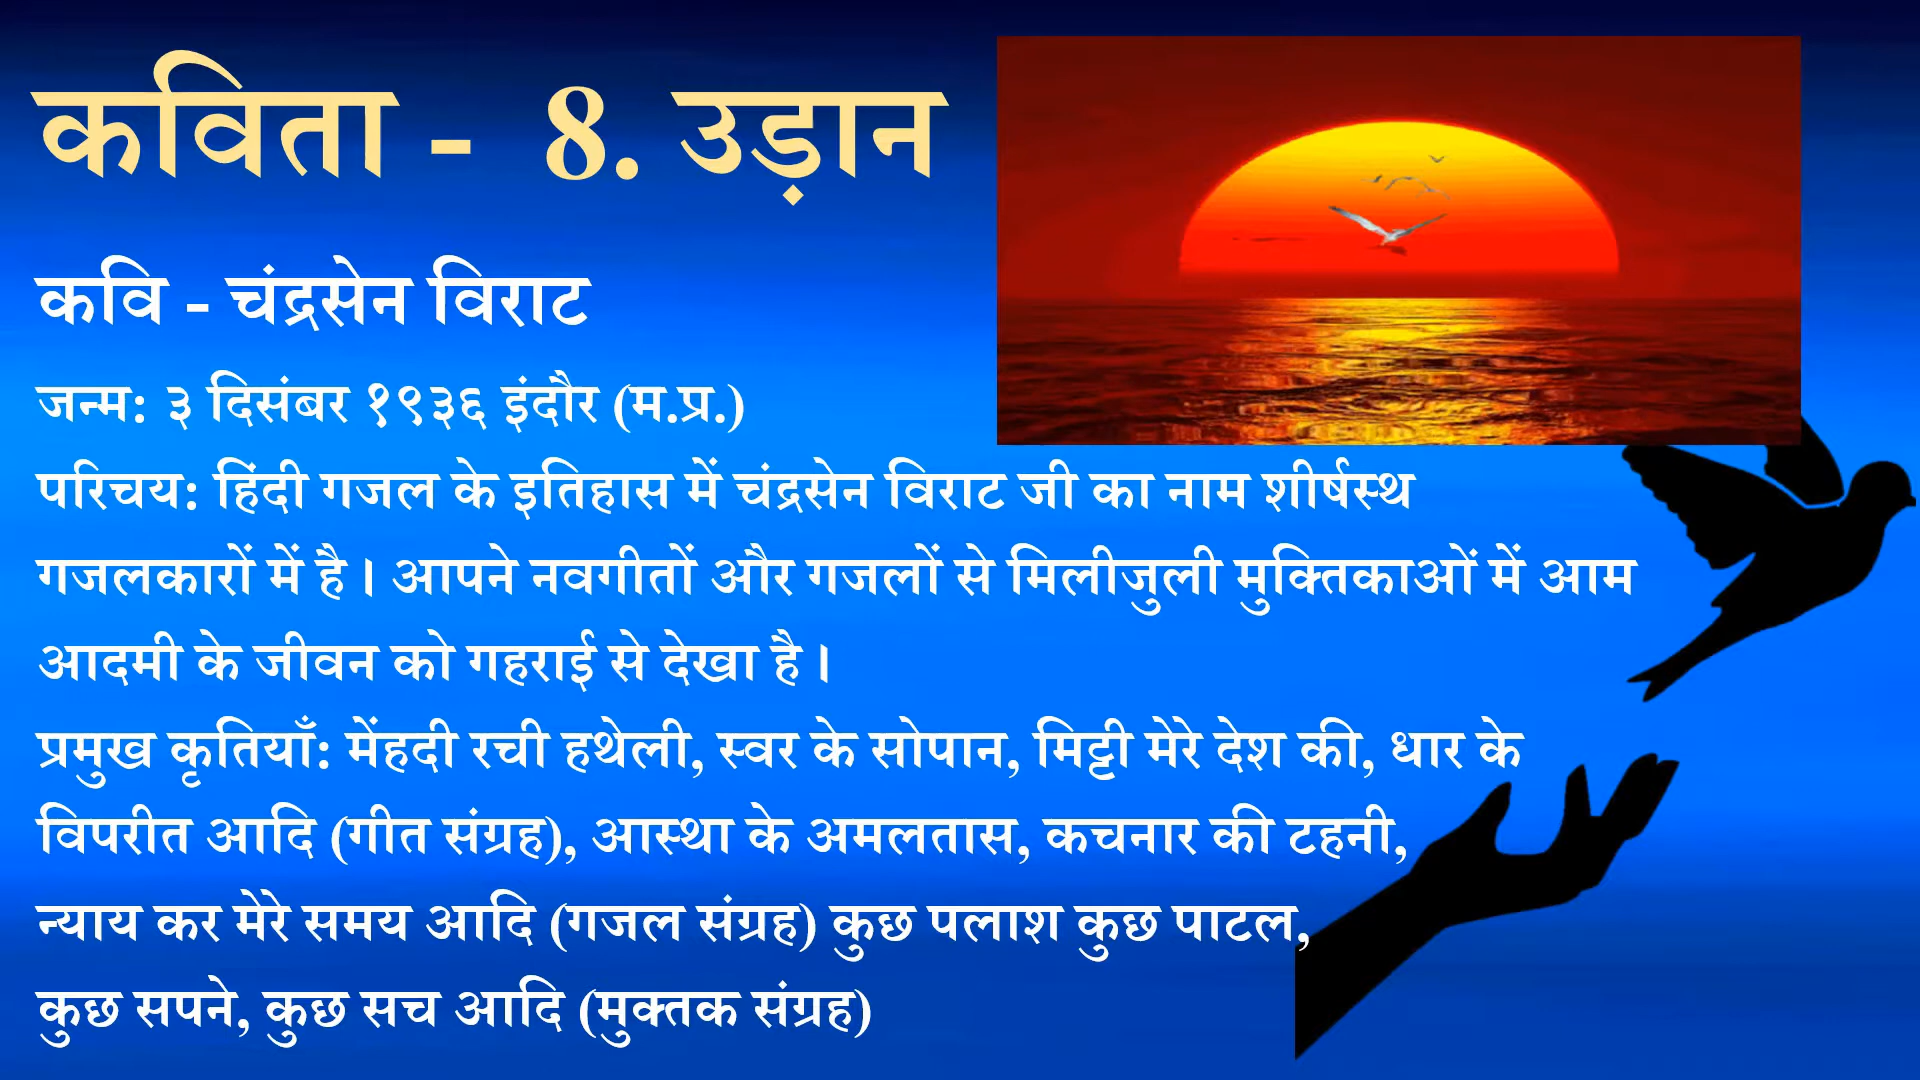 कविता - 8. उड़ान
कवि - चंद्रसेन विराट
जन्म: ३ दिसंबर १९३६ इंदौर (म.प्र.)
परिचय: हिंदी गजल के इतिहास में चंद्रसेन विराट जी का नाम शीर्षस्थ
गजलकारों में है। आपने नवगीतों और गजलों से मिलीजुली मुक्तिकाओं में आम
आदमी के जीवन को गहराई से देखा है।
प्रमुख कृतियाँ: मेंहदी रची हथेली, स्वर के सोपान, मिट्टी मेरे देश की, धार के
विपरीत आदि (गीत संग्रह), आस्था के अमलतास, कचनार की टहनी,
न्याय कर मेरे समय आदि (गजल संग्रह) कुछ पलाश कुछ पाटल,
कुछ सपने, कुछ सच आदि (मुक्तक संग्रह)